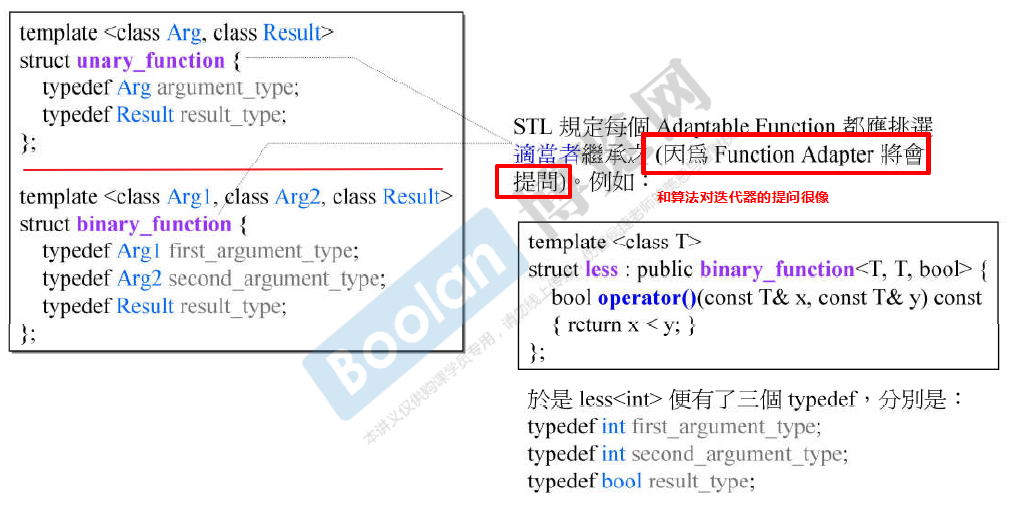 template <class Arg, class Result>
struct unary_function {
typedef Arg argument_type;
typedef Result result_type;
};
template <class Arg1, class Arg2, class Result>
struct binary_function {
typedef Arg1 first_argument_type;
typedef Arg2 second_argument_type;
typedef Result result_type;
};
STL 規定每個 Adaptable Function 都應挑選
適當者繼承之 (因為 Function Adapter 將會
提問)。例如：
和算法对迭代器的提问很像
template <class T>
struct less : public binary_function<T, T, bool> {
bool operator()(const T& x, const T& y) const
{ return x < y; }
};
於是 less<int> 便有了三個 typedef，分別是：
typedef int first_argument_type;
typedef int second_argument_type;
typedef bool result_type;
Boolan
博览网
本讲义仅供购课学员专用，请勿线上